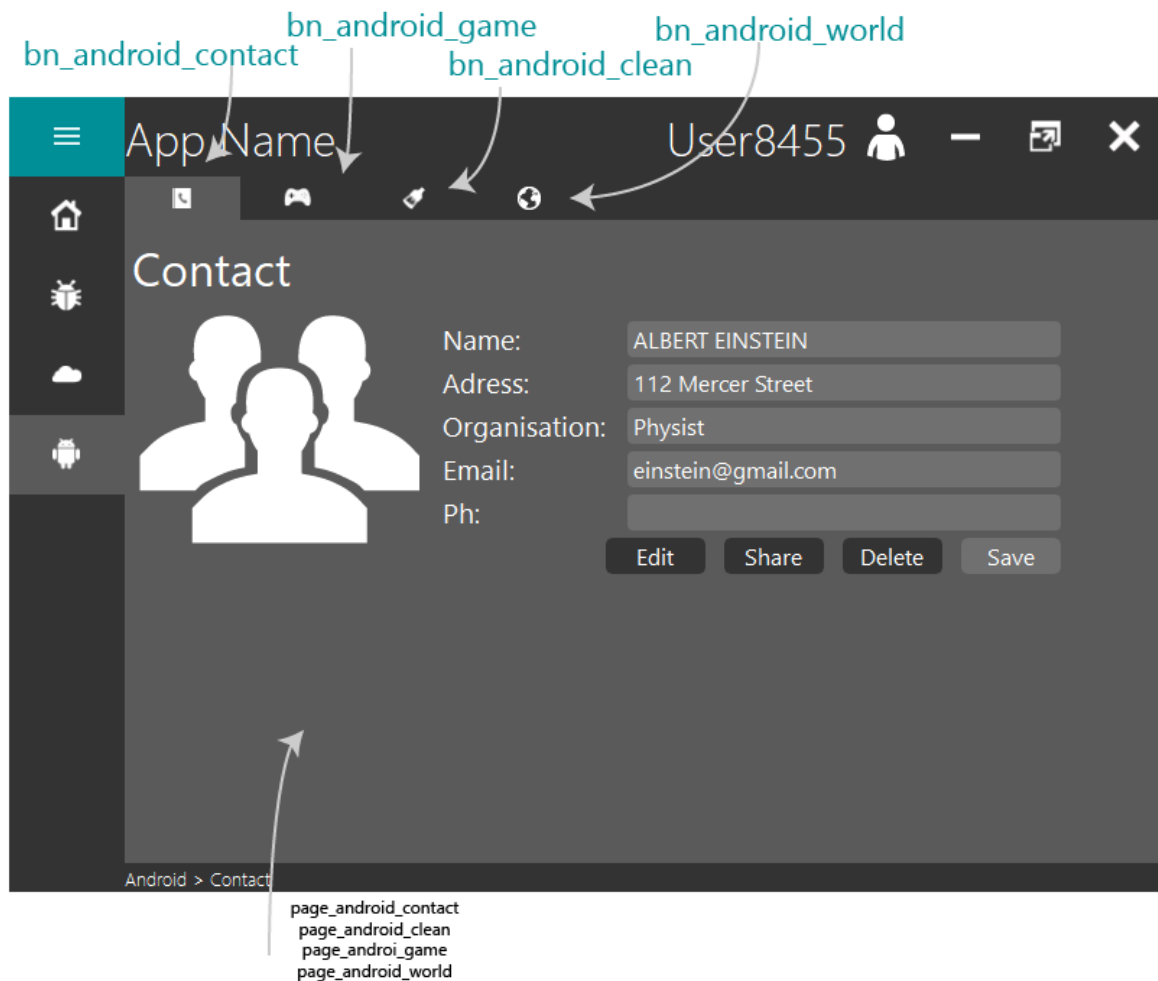 bn_android_game
bn_android_world
bn_android_contact
bn_android_clean
App Name
User8455
Contact
Name:
ALBERT EINSTEIN
Adress:
112 Mercer Street
Organisation:
Physist
Email:
einstein@gmail.com
Ph:
Edit
Share
Delete
Save
Android > Contact
page_android_contact
page_android_clean
page_androi_game
page_android_world